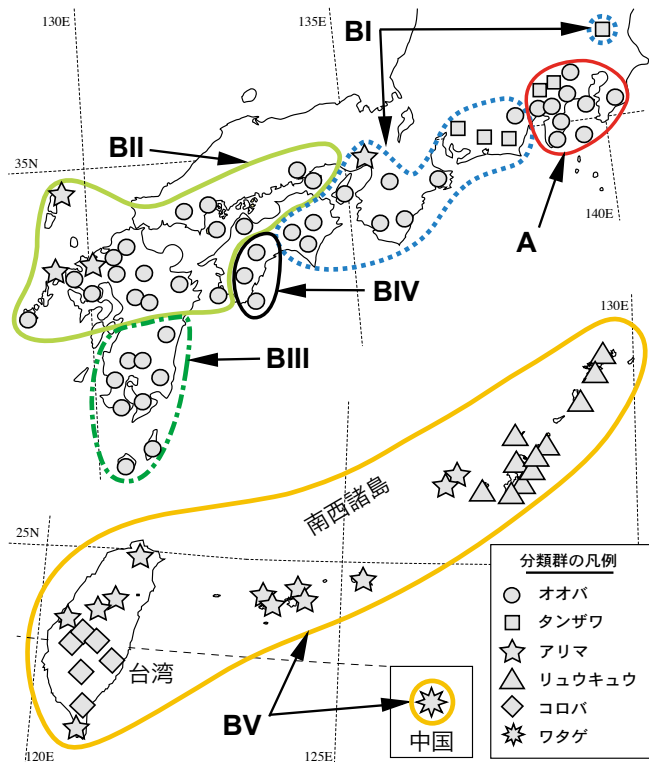 130E
135E
BI
BII
35N
140E
A
BIV
BIII
130E
南西諸島
25N
分類群の凡例
オオバ
タンザワ
アリマ
リュウキュウ
コロバ
ワタゲ
台湾
BV
中国
120E
125E